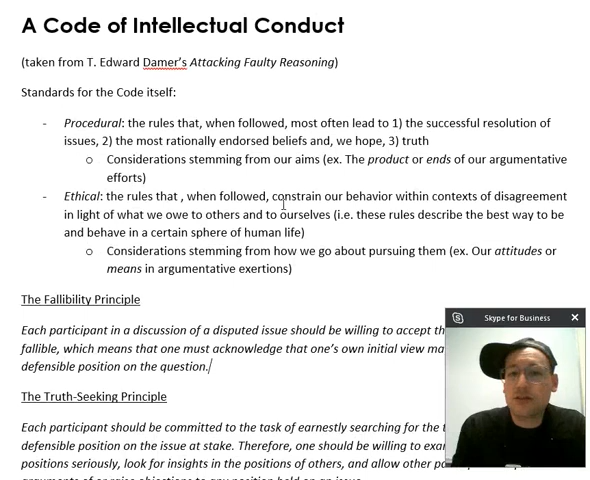 A Code of Intellectual Conduct
(taken from T. Edward Damer's Attacking Faulty Reasoning)
Standards for the Code itself:
- Procedural: the rules that, when followed, most often lead to 1) the successful resolution of
issues, 2) the most rationally endorsed beliefs and, we hope, 3) truth
o Considerations stemming from our aims (ex. The product or ends of our argumentative
efforts)
- Ethical: the rules that , when followed, constrain our behavior within contexts of disagreement
in light of what we owe to others and to ourselves (i.e. these rules describe the best way to be
and behave in a certain sphere of human life)
o Considerations stemming from how we go about pursuing them (ex. Our attitudes or
means in argumentative exertions)
The Fallibility Principle
Skype for Business
Each participant in a discussion of a disputed issue should be willing to accept th
fallible, which means that one must acknowledge that one's own initial view ma
defensible position on the question.
The Truth-Seeking Principle
Each participant should be committed to the task of earnestly searching for the t
defensible position on the issue at stake. Therefore, one should be willing to exa
positions seriously, look for insights in the positions of others, and allow other pa